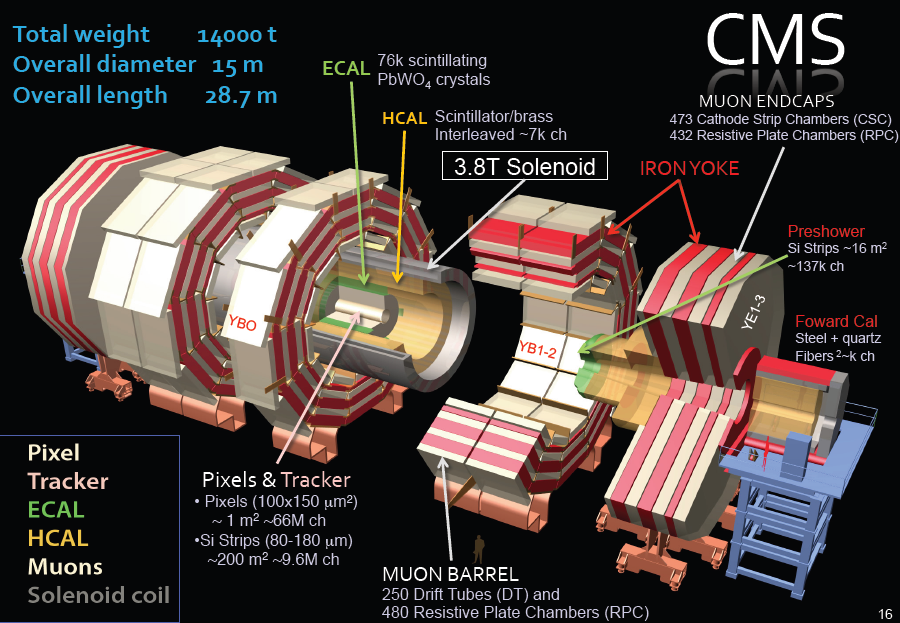 Total weight 14000 t
Overall diameter 15 m
Overall length 28.7 m
CMS
ECAL 76k scintillating
PbWO₄ crystals
HCAL Scintillator/brass
Interleaved ~7k ch
3.8T Solenoid
IRON YOKE
MUON ENDCAPS
473 Cathode Strip Chambers (CSC)
432 Resistive Plate Chambers (RPC)
Preshower
Si Strips ~16 m²
~137k ch
Foward Cal
Steel + quartz
Fibers ²~k ch
YBO
YB1-2
YE1-3
Pixels & Tracker
• Pixels (100x150 μm²)
~ 1 m² ~66M ch
•Si Strips (80-180 μm)
~200 m² ~9.6M ch
MUON BARREL
250 Drift Tubes (DT) and
480 Resistive Plate Chambers (RPC)
Pixel
Tracker
ECAL
HCAL
Muons
Solenoid coil
16